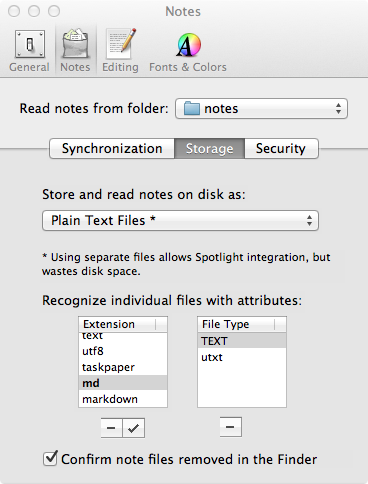 Notes
General Notes Editing Fonts & Colors
Read notes from folder: notes
Synchronization Storage Security
Store and read notes on disk as:
Plain Text Files *
* Using separate files allows Spotlight integration, but
wastes disk space.
Recognize individual files with attributes:
Extension File Type
text TEXT
utf8 utxt
taskpaper
md
markdown
Confirm note files removed in the Finder